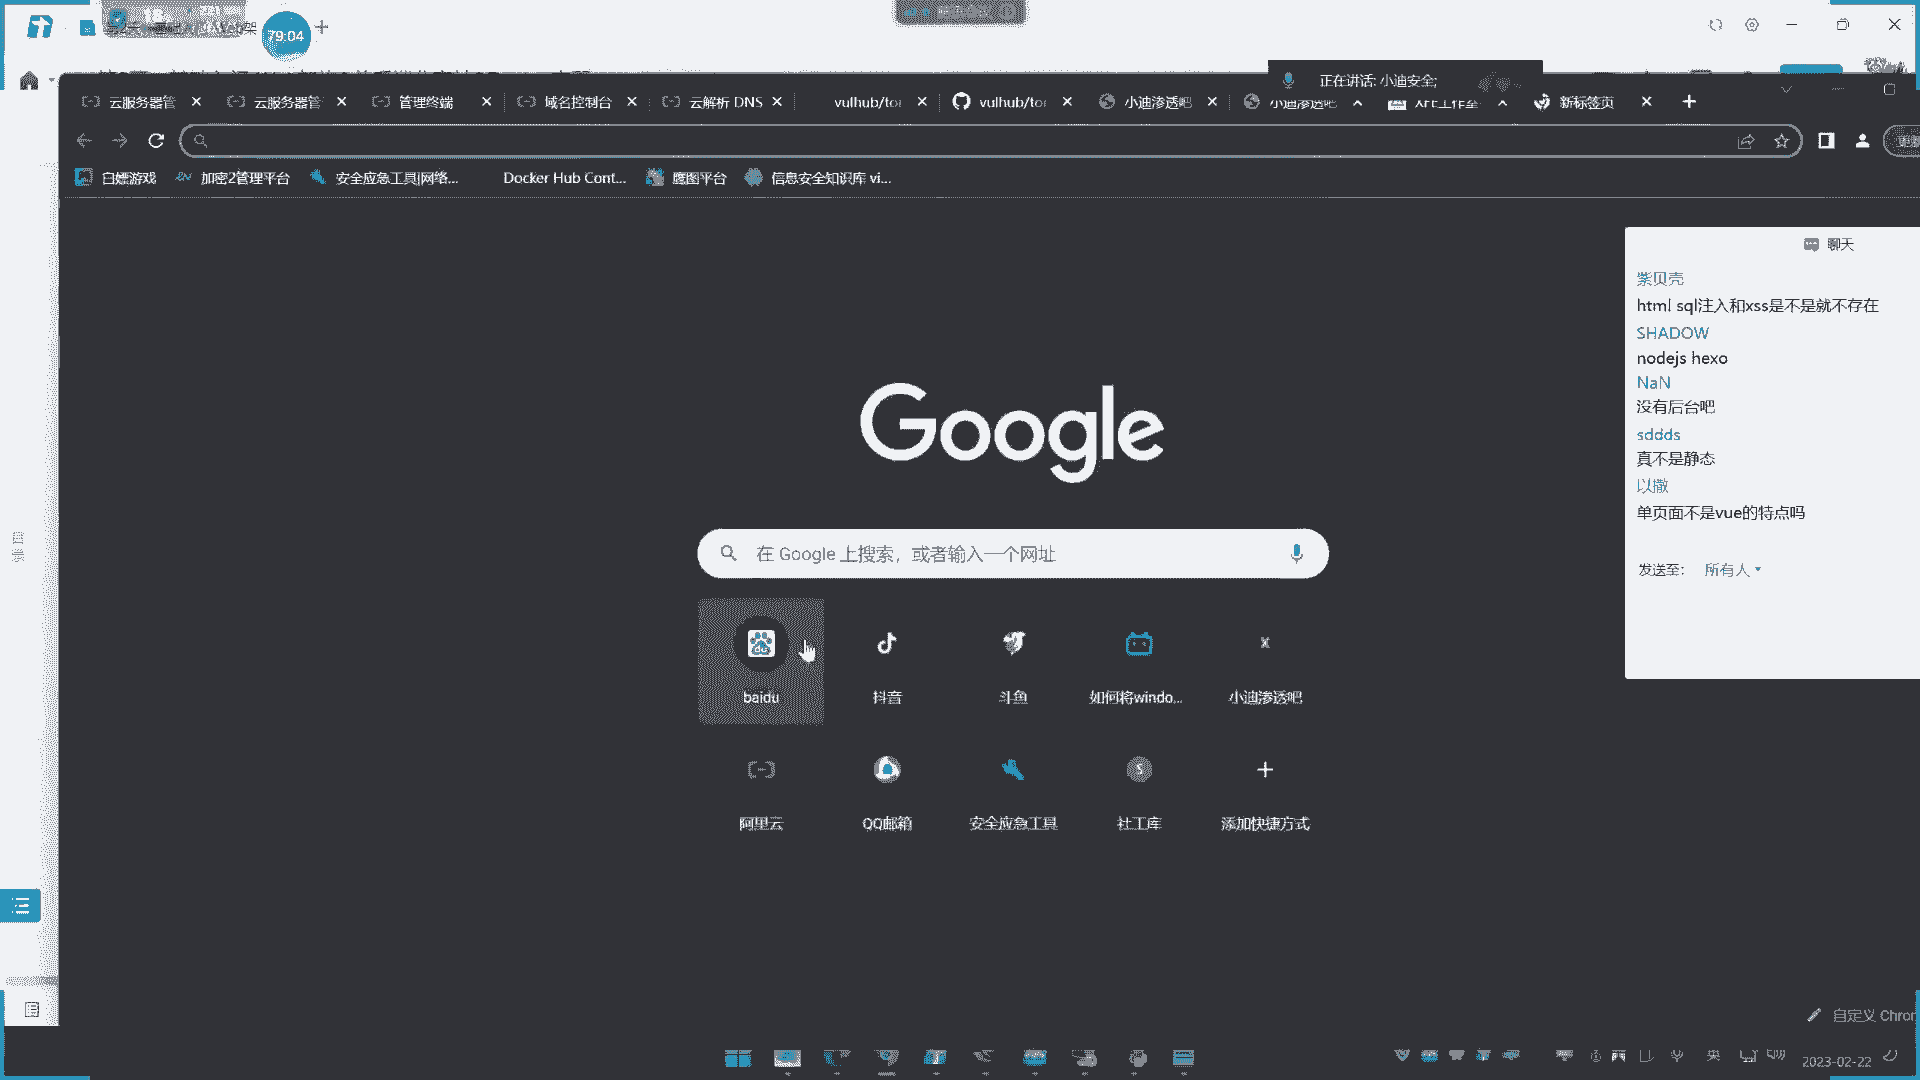 79:04
正在讲话: 小迪安全;
云服务器管
云服务器管
管理终端
域名控制台
云解析 DNS
vulhub/to
vulhub/to
小迪渗透吧
小迪渗透吧
新标签页
白嫖游戏
加密2管理平台
安全应急工具|网络...
Docker Hub Cont...
鹰图平台
信息安全知识库 vi...
聊天
紫贝壳
html sql注入和xss是不是就不存在
SHADOW
nodejs hexo
NaN
没有后台吧
sddds
真不是静态
以撒
单页面不是vue的特点吗
发送至:
所有人
Google
在 Google 上搜索，或者输入一个网址
baidu
抖音
斗鱼
如何将windo...
小迪渗透吧
阿里云
QQ邮箱
安全应急工具
S
社工库
添加快捷方式
自定义 Chro
英
2023-02-22